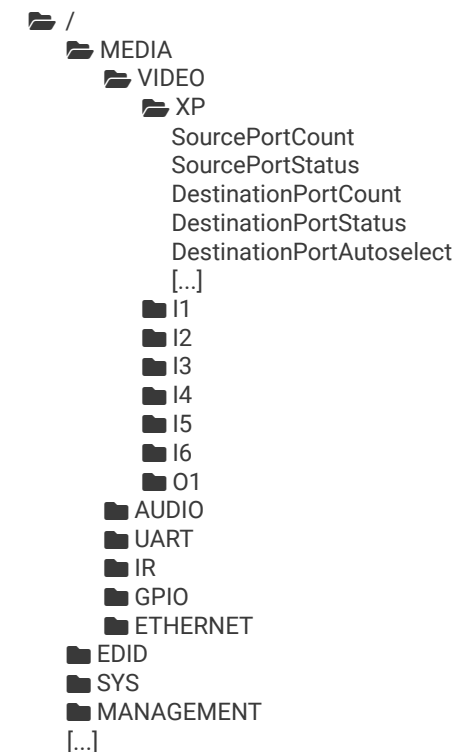 /
MEDIA
VIDEO
XP
SourcePortCount
SourcePortStatus
DestinationPortCount
DestinationPortStatus
DestinationPortAutoselect
[...]
I1
I2
I3
I4
I5
I6
O1
AUDIO
UART
IR
GPIO
ETHERNET
EDID
SYS
MANAGEMENT
[...]